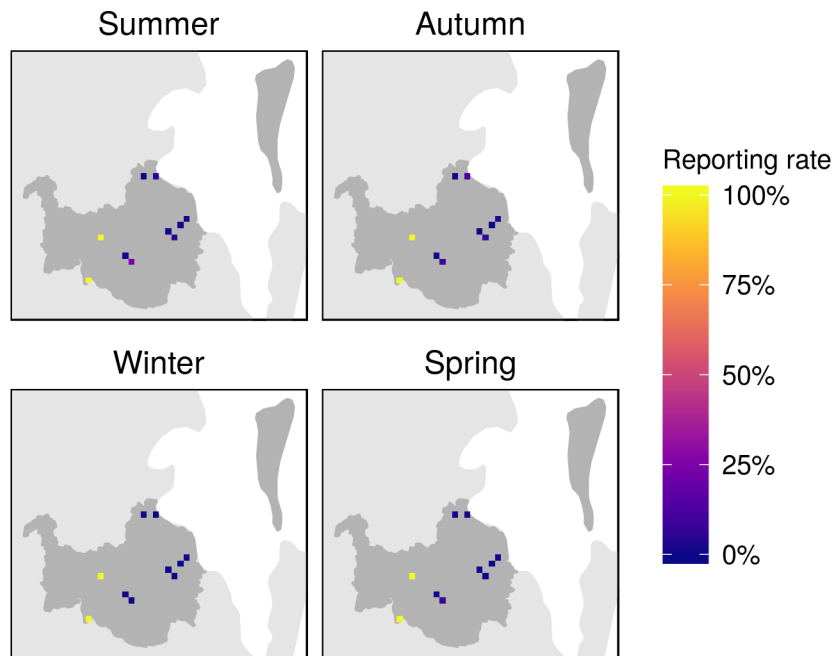 Summer
Autumn
Winter
Spring
Reporting rate
100%
75%
50%
25%
0%